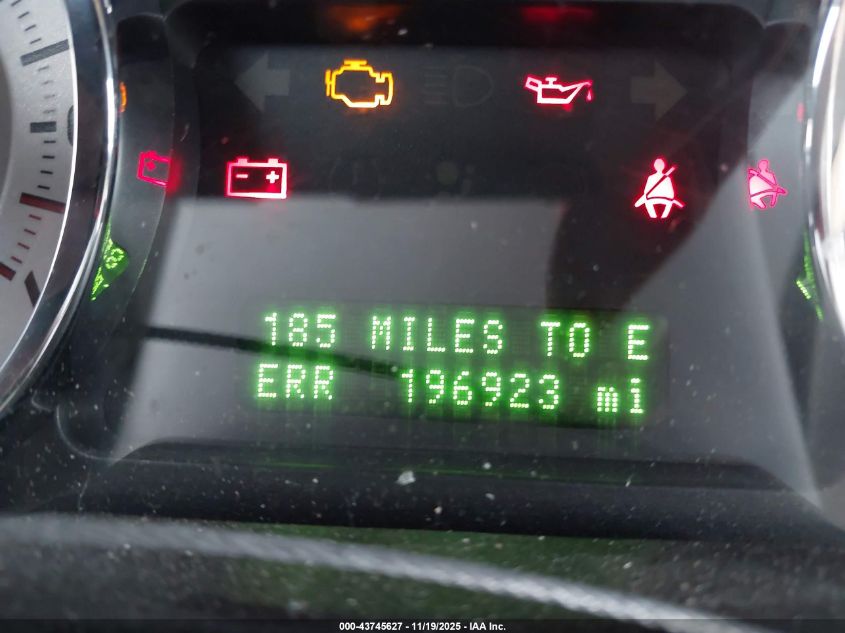 185 MILES TO E
ERR 196923 mi
000-43745627 - 11/19/2025 - IAA Inc.